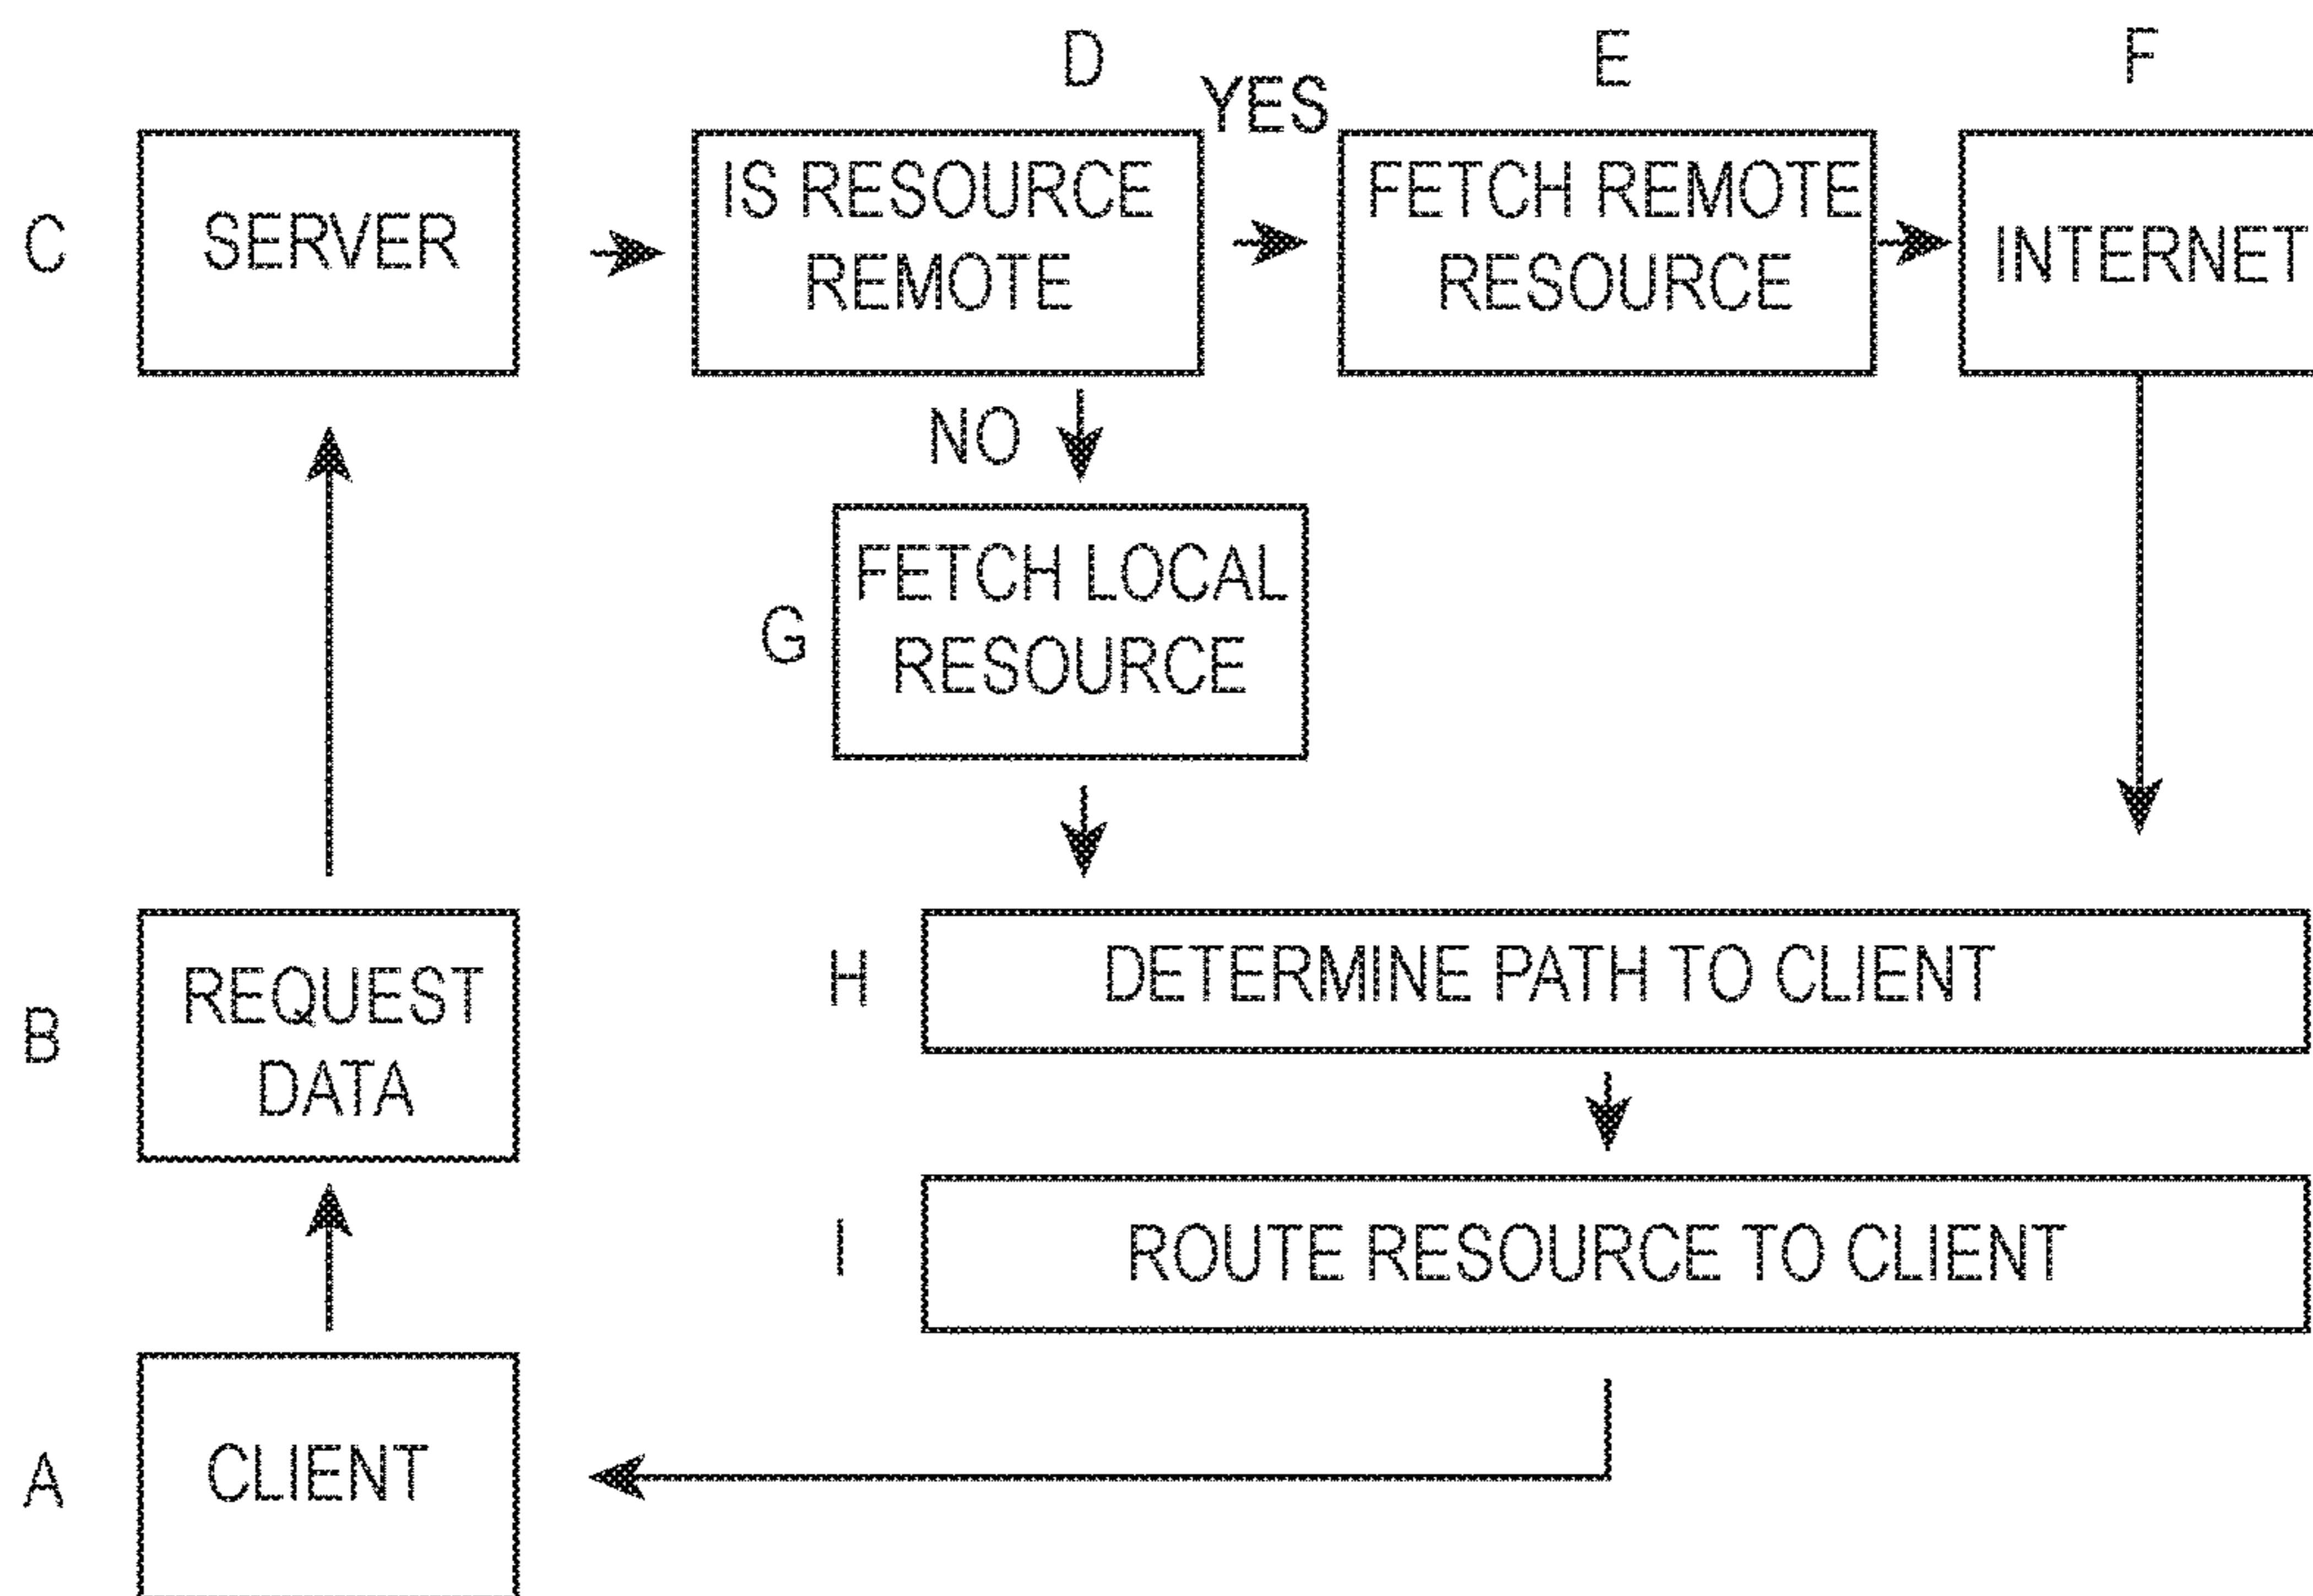 D
E
F
YES
C
SERVER
IS RESOURCE
REMOTE
FETCH REMOTE
RESOURCE
INTERNET
NO
G
FETCH LOCAL
RESOURCE
B
REQUEST
DATA
H
DETERMINE PATH TO CLIENT
I
ROUTE RESOURCE TO CLIENT
A
CLIENT